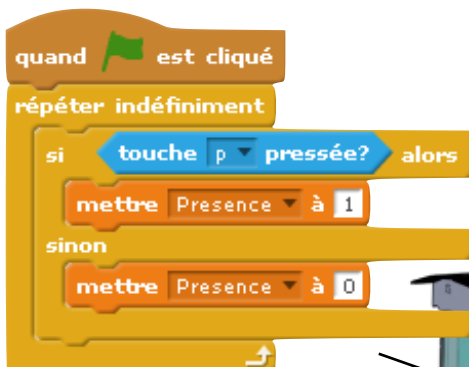 quand est cliqué
répéter indéfiniment
si touche p pressée? alors
mettre Presence à 1
sinon
mettre Presence à 0